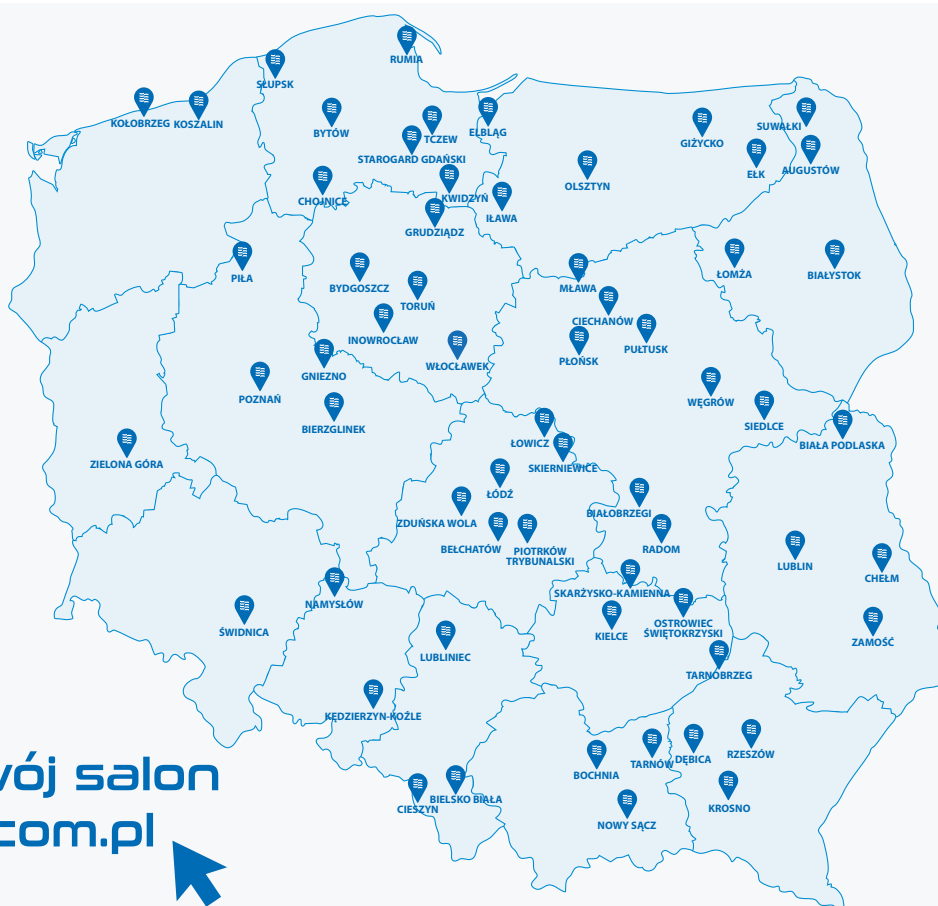 RUMIA
SŁUPSK
KOŁOBRZEG
KOSZALIN
BYTÓW
TCZEW
ELBLĄG
STAROGARD GDAŃSKI
GIŻYCKO
SUWAŁKI
EŁK
AUGUSTÓW
OLSZTYN
CHOJNICE
KWIDZYŃ
IŁAWA
GRUDZIĄDZ
PIŁA
BYDGOSZCZ
TORUŃ
MŁAWA
ŁOMŻA
BIAŁYSTOK
INOWROCŁAW
CIECHANÓW
PUŁTUSK
PŁOŃSK
GNIEZNO
WŁOCŁAWEK
POZNAŃ
BIERZGLINEK
WĘGRÓW
SIEDLCE
BIAŁA PODLASKA
ZIELONA GÓRA
ŁOWICZ
SKIERNIEWICE
ŁÓDŹ
ZDUŃSKA WOLA
BIAŁOBRZEGI
BEŁCHATÓW
PIOTRKÓW
TRYBUNALSKI
RADOM
LUBLIN
CHEŁM
SKARŻYSKO-KAMIENNA
NAMYSŁÓW
ŚWIDNICA
KIELCE
OSTROWIEC
ŚWIĘTOKRZYSKI
ZAMOŚĆ
LUBLINIEC
TARNOBRZEG
KĘDZIERZYN-KOŹLE
BOCHNIA
TARNÓW
DĘBICA
RZESZÓW
CIESZYN
BIELSKO BIAŁA
NOWY SĄCZ
KROSNO
wój salon
com.pl